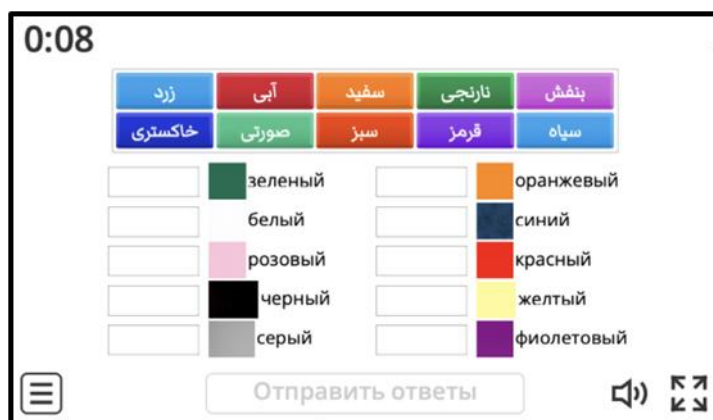 0:08
زرد آبی سفید نارنجی بنفش
خاکستری صورتی سبز قرمز سیاه
зеленый оранжевый
белый синий
розовый красный
черный желтый
серый фиолетовый
Отправить ответы